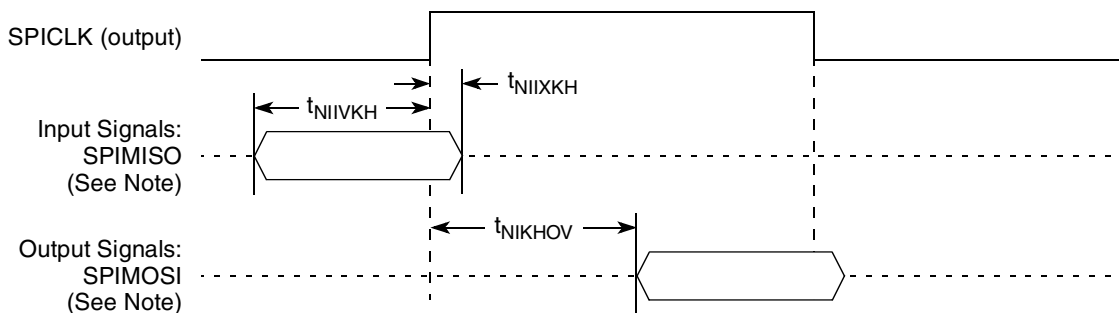 SPICLK (output)
tNIIXKH
tNIIVKH
Input Signals:
SPIMISO
(See Note)
tNIKHOV
Output Signals:
SPIMOSI
(See Note)